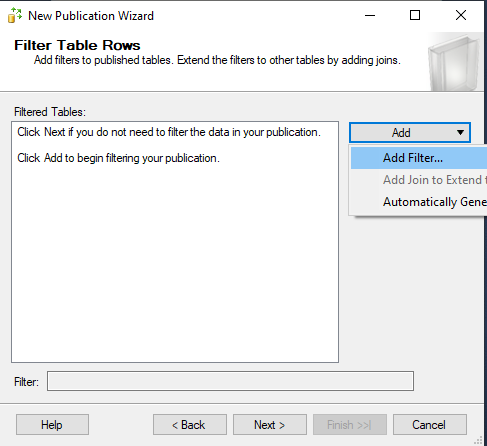 New Publication Wizard
Filter Table Rows
Add filters to published tables. Extend the filters to other tables by adding joins.
Filtered Tables:
Click Next if you do not need to filter the data in your publication.
Click Add to begin filtering your publication.
Add
Add Filter...
Add Join to Extend
Automatically Gene
Filter:
Help
< Back
Next >
Finish >>|
Cancel